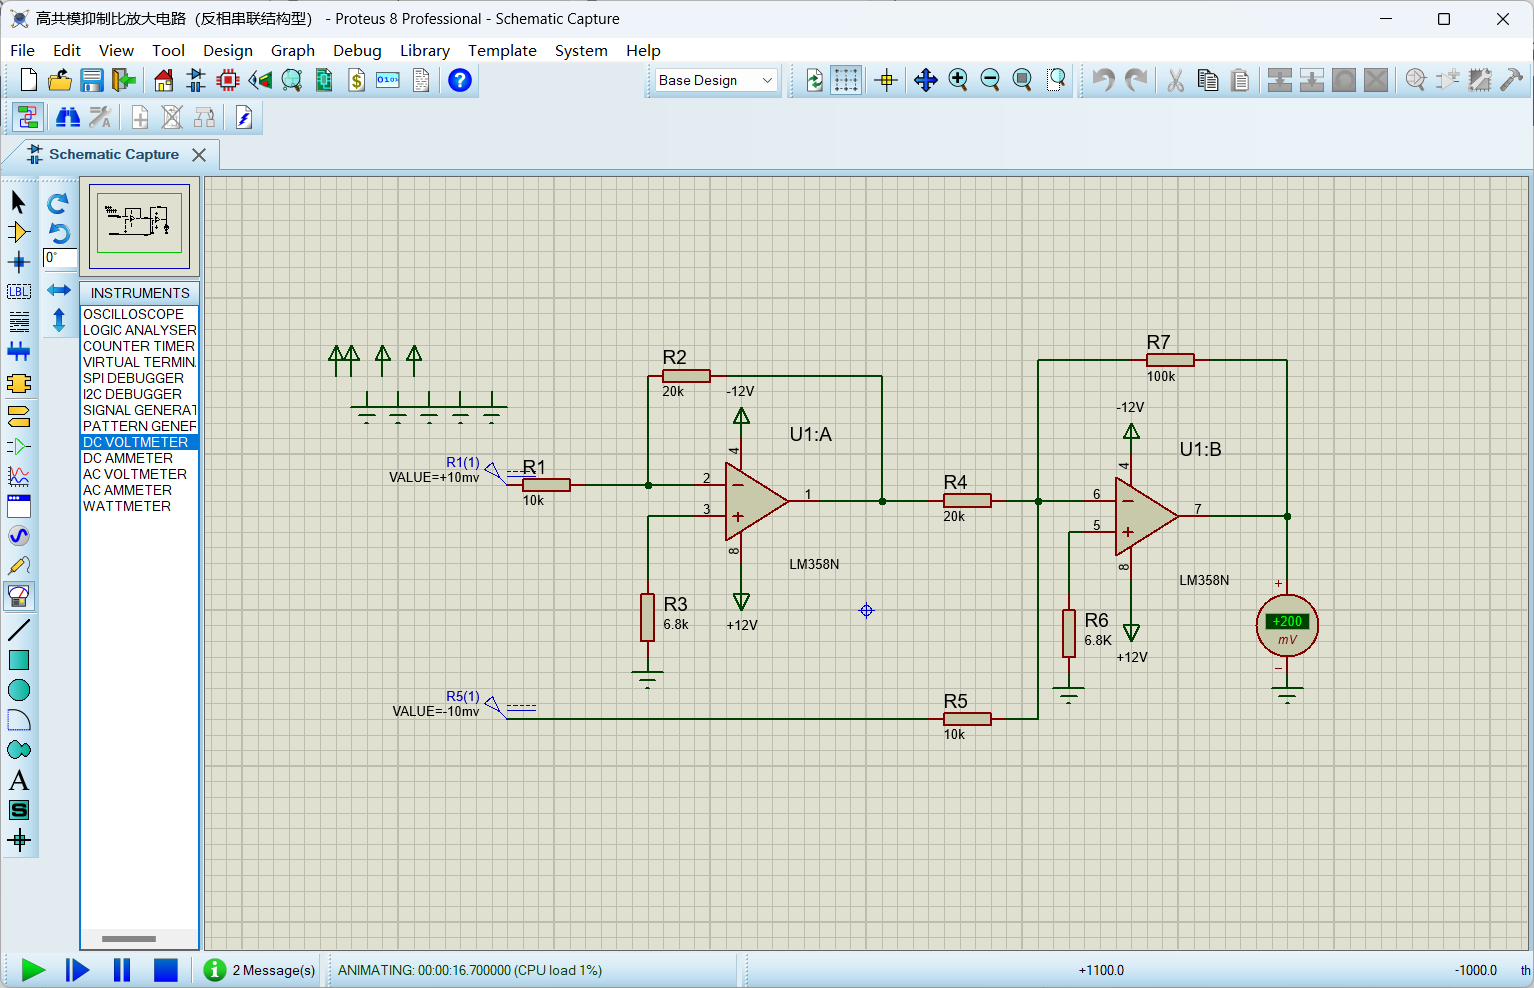 高共模抑制比放大电路（反相串联结构型） - Proteus 8 Professional - Schematic Capture
File Edit View Tool Design Graph Debug Library Template System Help
Base Design
Schematic Capture
0°
INSTRUMENTS
OSCILLOSCOPE
LOGIC ANALYSER
COUNTER TIMER
VIRTUAL TERMIN
SPI DEBUGGER
I2C DEBUGGER
SIGNAL GENERAT
PATTERN GENER
DC VOLTMETER
DC AMMETER
AC VOLTMETER
AC AMMETER
WATTMETER
LBL
R7
100k
R2
20k
-12V
-12V
U1:A
U1:B
4
4
R1(1)
VALUE=+10mv
R1
10k
2
3
1
8
LM358N
R4
20k
6
5
7
8
LM358N
R3
6.8k
+12V
R6
6.8K
+12V
+
+200
mV
−
R5(1)
VALUE=-10mv
R5
10k
2 Message(s)
ANIMATING: 00:00:16.700000 (CPU load 1%)
+1100.0
-1000.0
th